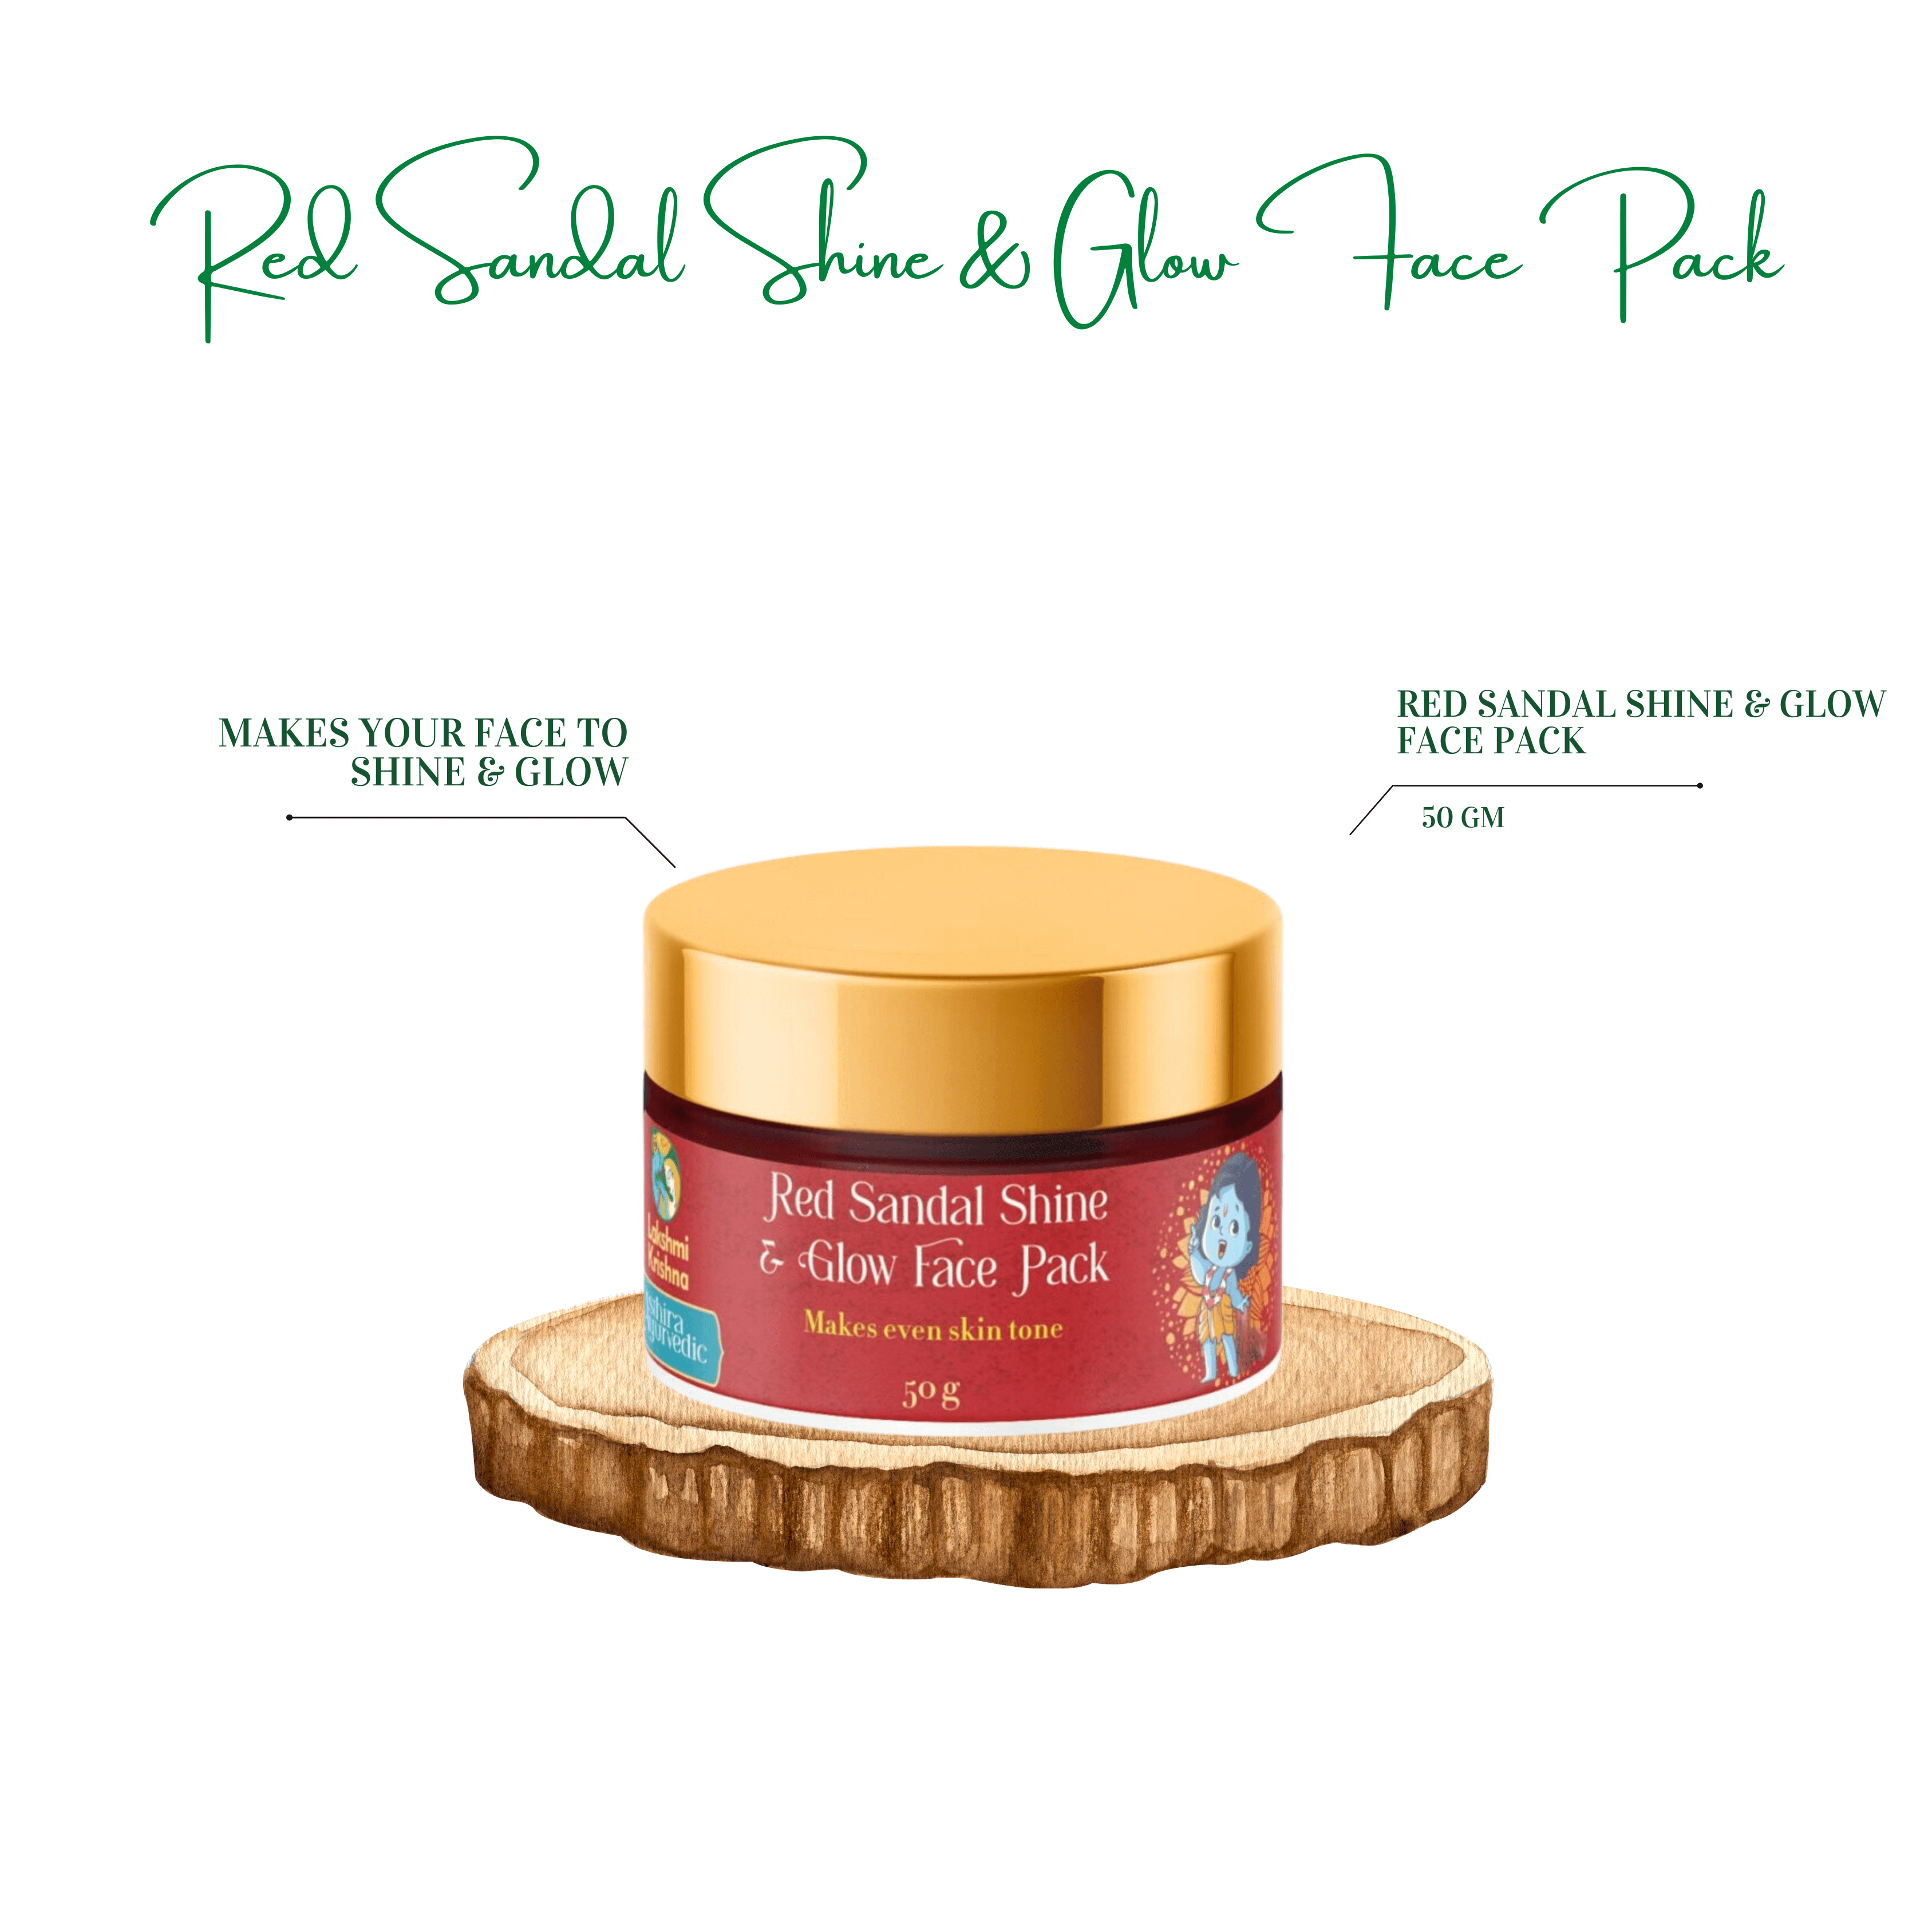 Red Sandal Shine & Glow Face Pack
MAKES YOUR FACE TO
SHINE & GLOW
RED SANDAL SHINE & GLOW
FACE PACK
50 GM
Lakshmi
Krishna
Red Sandal Shine
& Glow Face Pack
Makes even skin tone
50 g